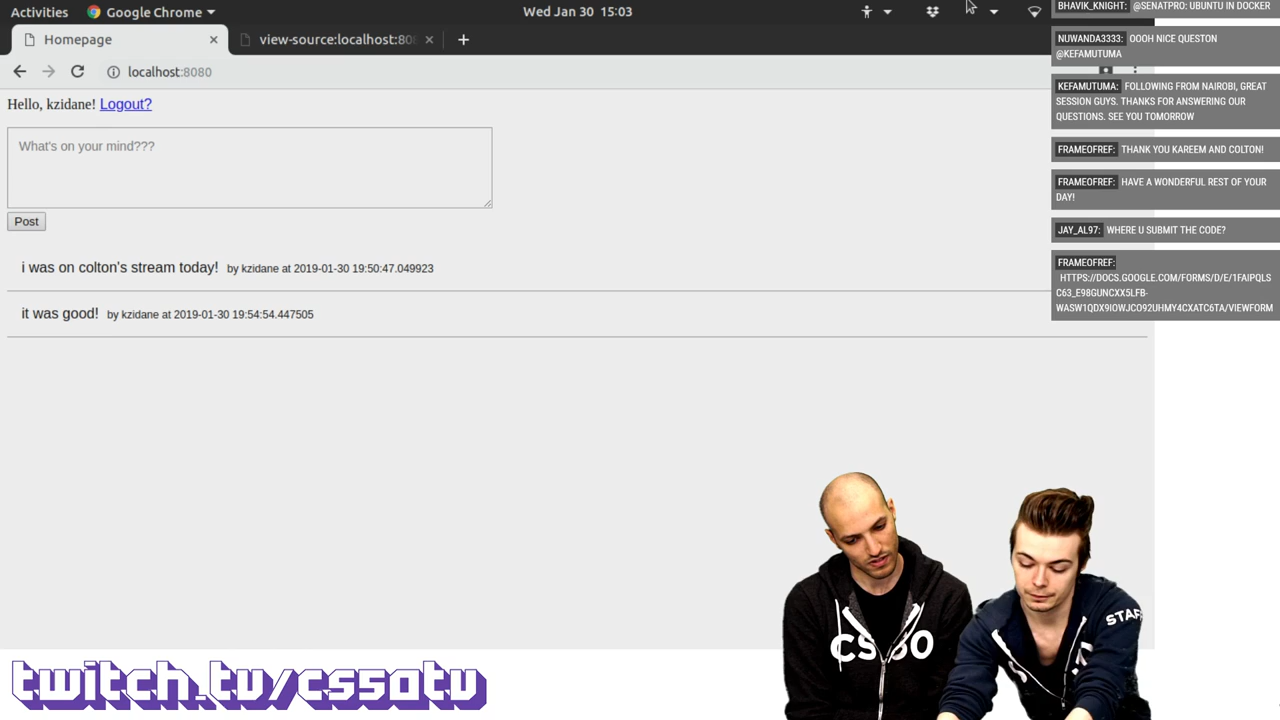 Activities Google Chrome Wed Jan 30 15:03
Homepage view-source:localhost:80
localhost:8080
Hello, kzidane! Logout?
What's on your mind???
Post
i was on colton's stream today! by kzidane at 2019-01-30 19:50:47.049923
it was good! by kzidane at 2019-01-30 19:54:54.447505
BHAVIK_KNIGHT: @SENATPRO: UBUNTU IN DOCKER
NUWANDA3333: OOOH NICE QUESTON
@KEFAMUTUMA
KEFAMUTUMA: FOLLOWING FROM NAIROBI, GREAT
SESSION GUYS. THANKS FOR ANSWERING OUR
QUESTIONS. SEE YOU TOMORROW
FRAMEOFREF: THANK YOU KAREEM AND COLTON!
FRAMEOFREF: HAVE A WONDERFUL REST OF YOUR
DAY!
JAY_AL97: WHERE U SUBMIT THE CODE?
FRAMEOFREF:
HTTPS://DOCS.GOOGLE.COM/FORMS/D/E/1FAIPQLS
C63_E98GUNCXX5LFB-
WASW1QDX9IOWJCO92UHMY4CXATC6TA/VIEWFORM
CS50
STAFF
twitch.tv/cs50tv